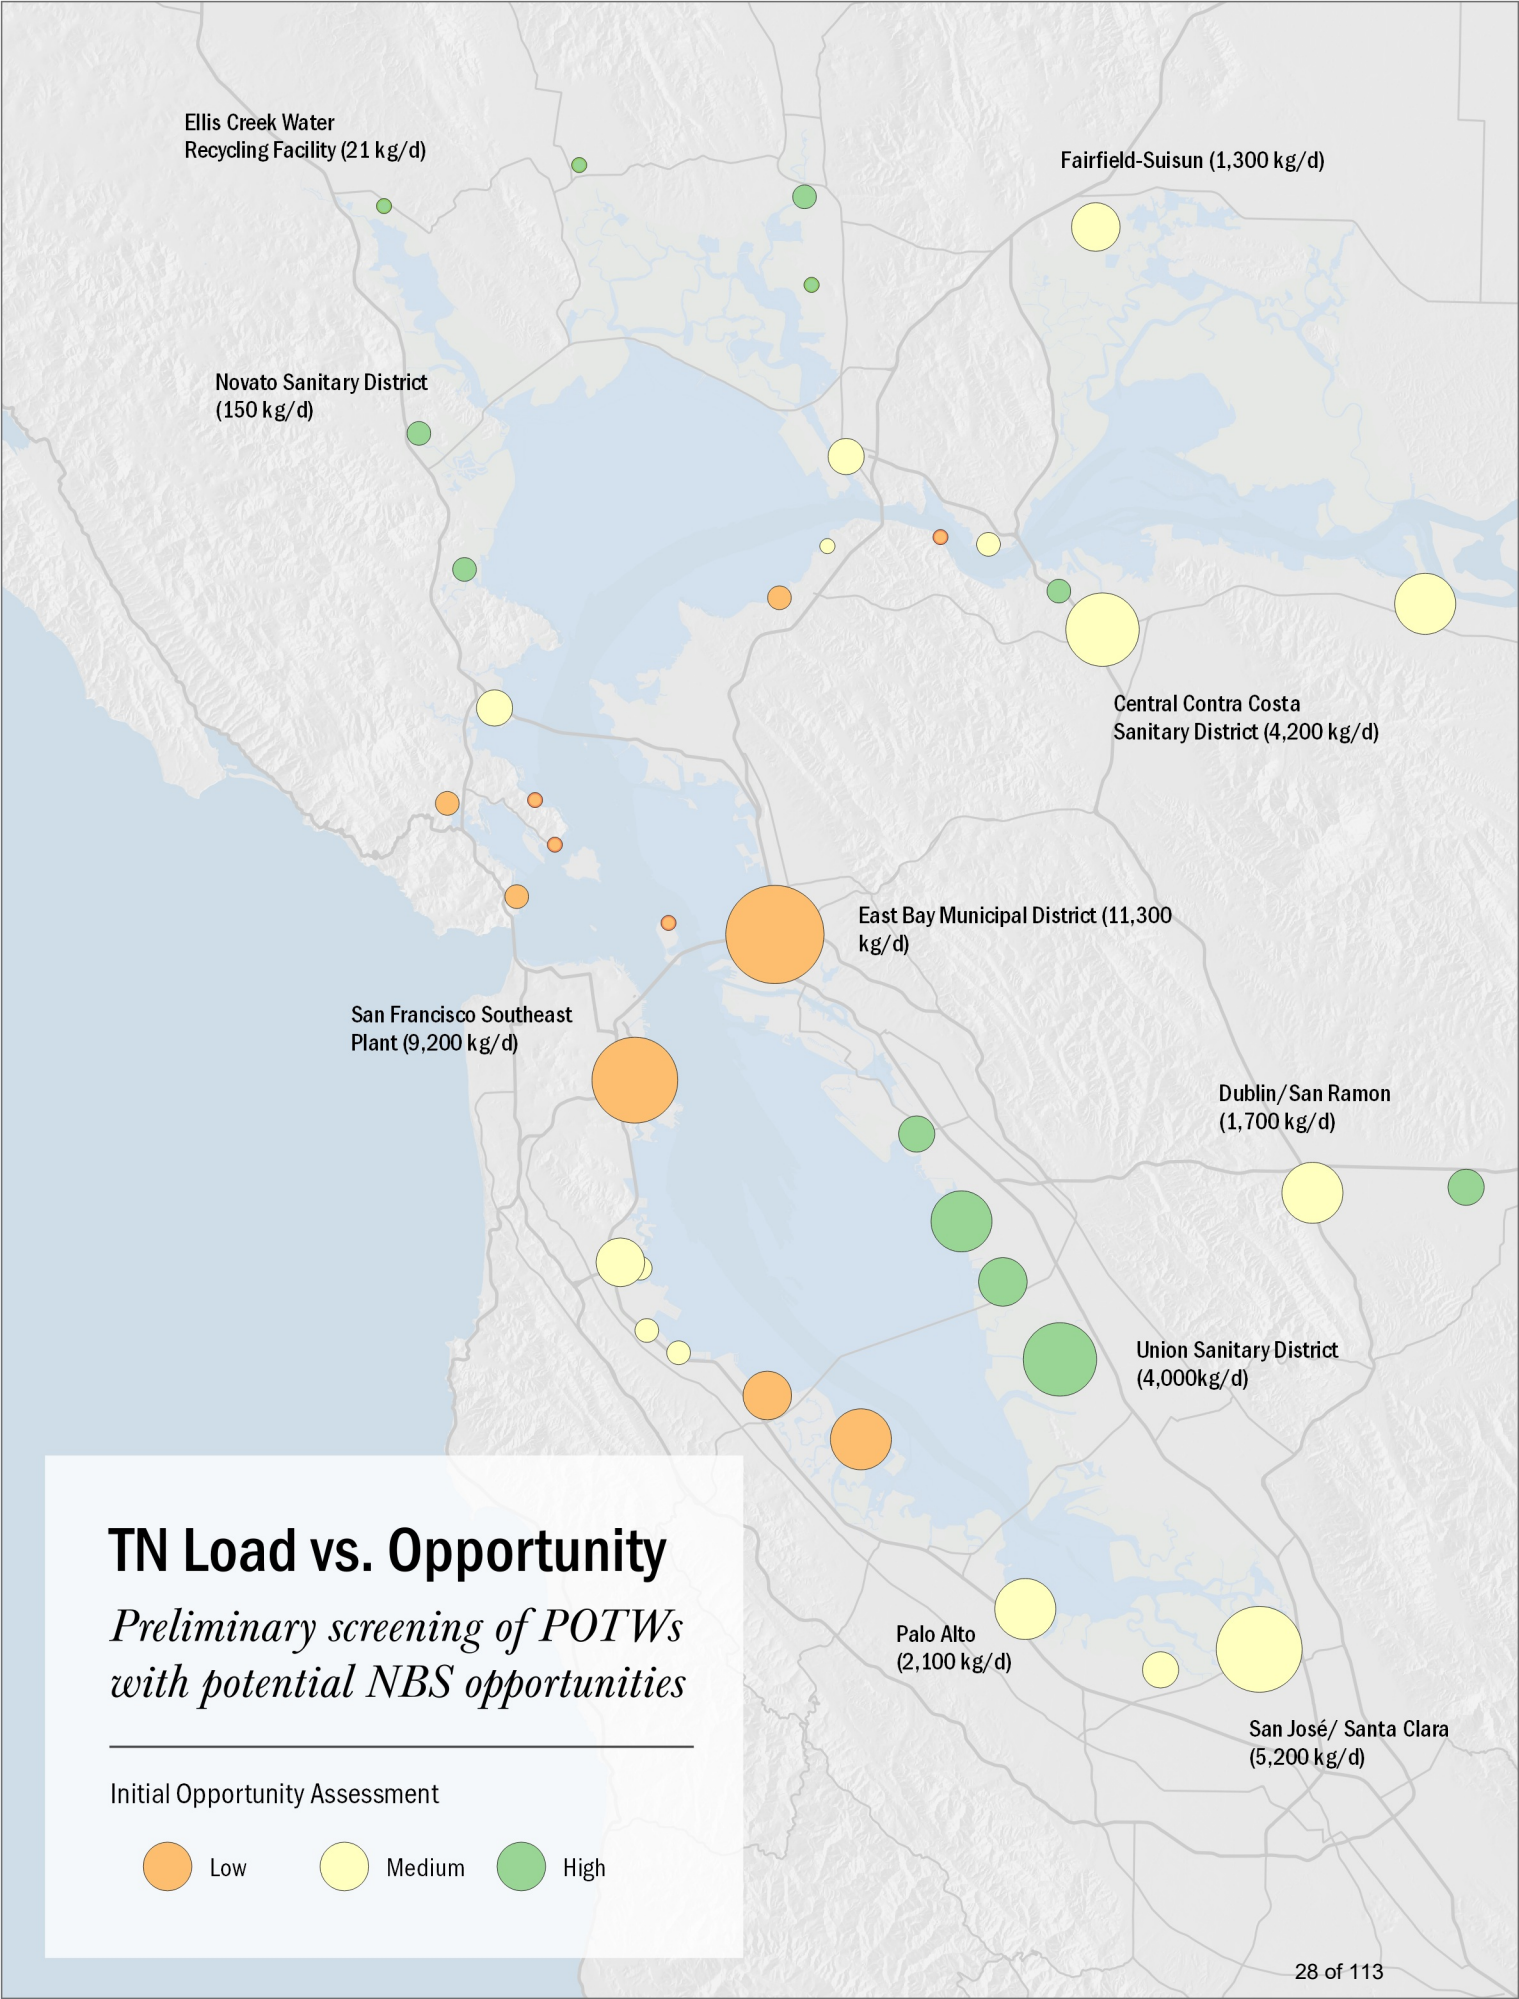 Ellis Creek Water
Recycling Facility (21 kg/d)
Fairfield-Suisun (1,300 kg/d)
Novato Sanitary District
(150 kg/d)
Central Contra Costa
Sanitary District (4,200 kg/d)
East Bay Municipal District (11,300
kg/d)
San Francisco Southeast
Plant (9,200 kg/d)
Dublin/San Ramon
(1,700 kg/d)
Union Sanitary District
(4,000kg/d)
Palo Alto
(2,100 kg/d)
San José/ Santa Clara
(5,200 kg/d)
TN Load vs. Opportunity
Preliminary screening of POTWs
with potential NBS opportunities
Initial Opportunity Assessment
Low
Medium
High
28 of 113